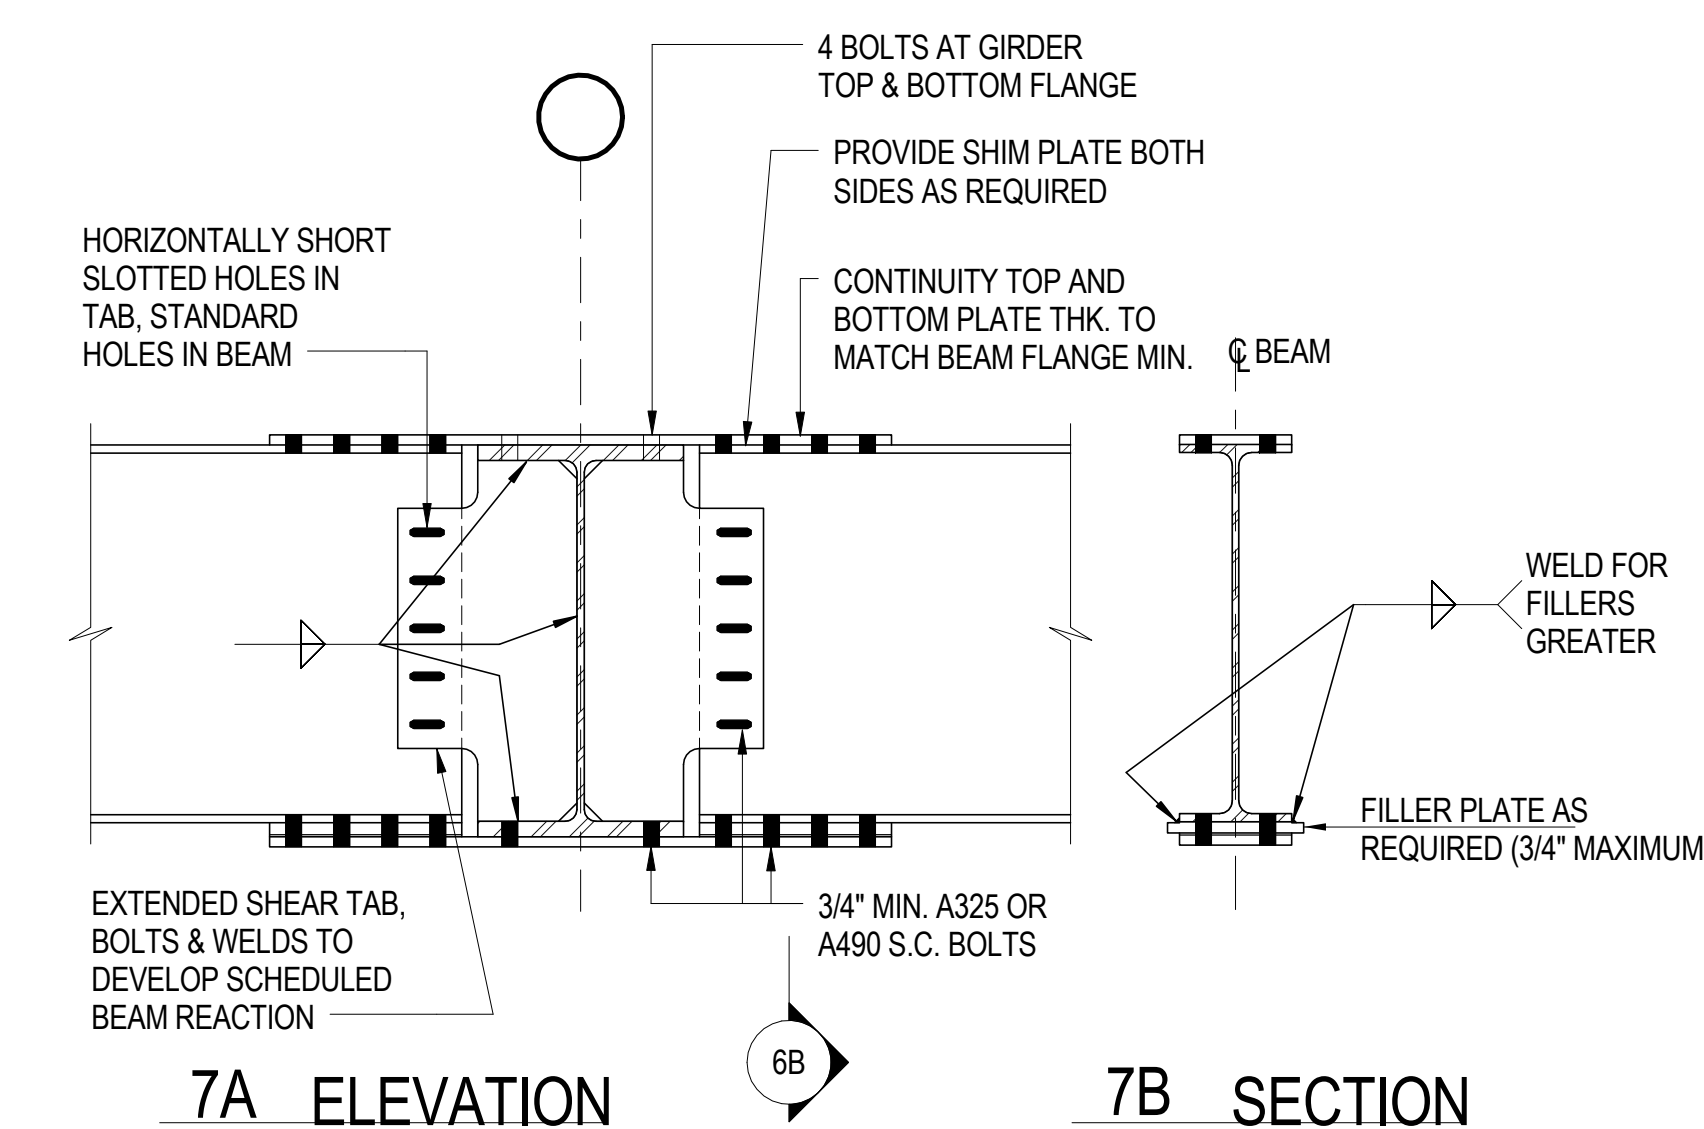 4 BOLTS AT GIRDER
TOP & BOTTOM FLANGE
PROVIDE SHIM PLATE BOTH
SIDES AS REQUIRED
HORIZONTALLY SHORT
SLOTTED HOLES IN
TAB, STANDARD
HOLES IN BEAM
CONTINUITY TOP AND
BOTTOM PLATE THK. TO
MATCH BEAM FLANGE MIN.
℄ BEAM
WELD FOR
FILLERS
GREATER
FILLER PLATE AS
REQUIRED (3/4" MAXIMUM
EXTENDED SHEAR TAB,
BOLTS & WELDS TO
DEVELOP SCHEDULED
BEAM REACTION
3/4" MIN. A325 OR
A490 S.C. BOLTS
6B
7A ELEVATION
7B SECTION